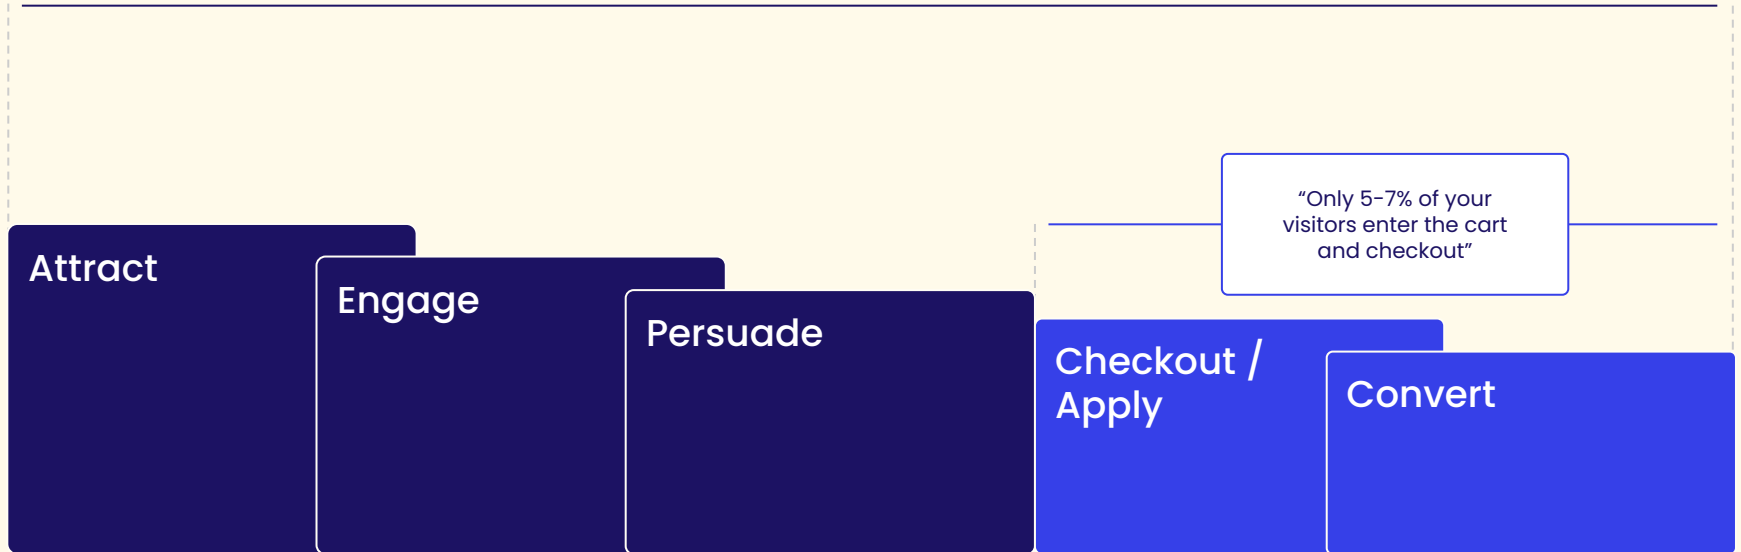 “Only 5-7% of your
visitors enter the cart
and checkout”
Attract
Engage
Persuade
Checkout /
Apply
Convert